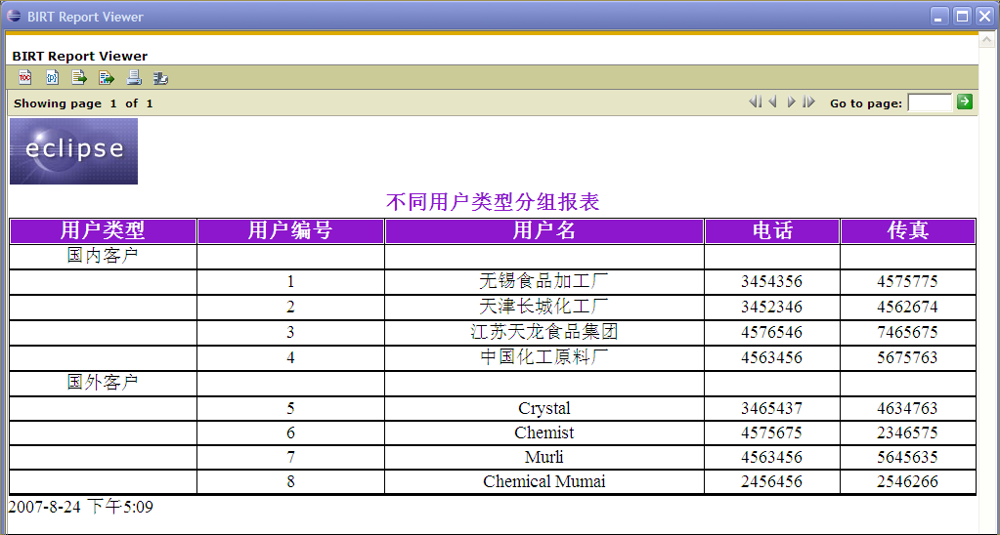 BIRT Report Viewer
BIRT Report Viewer
TOC
Showing page 1 of 1 Go to page:
eclipse
不同用户类型分组报表
用户类型 用户编号 用户名 电话 传真
国内客户
1 无锡食品加工厂 3454356 4575775
2 天津长城化工厂 3452346 4562674
3 江苏天龙食品集团 4576546 7465675
4 中国化工原料厂 4563456 5675763
国外客户
5 Crystal 3465437 4634763
6 Chemist 4575675 2346575
7 Murli 4563456 5645635
8 Chemical Mumai 2456456 2546266
2007-8-24 下午5:09